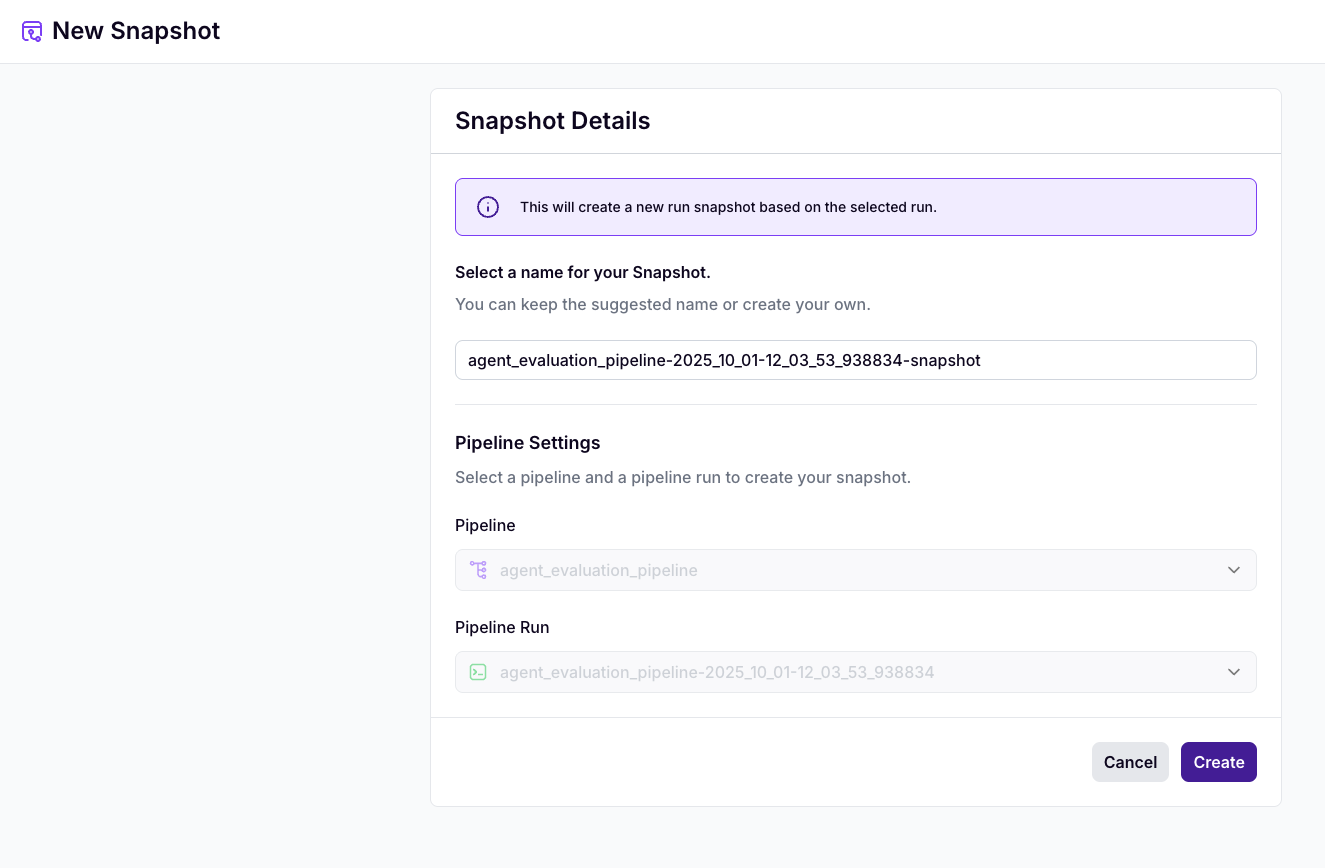 New Snapshot
Snapshot Details
This will create a new run snapshot based on the selected run.
Select a name for your Snapshot.
You can keep the suggested name or create your own.
agent_evaluation_pipeline-2025_10_01-12_03_53_938834-snapshot
Pipeline Settings
Select a pipeline and a pipeline run to create your snapshot.
Pipeline
agent_evaluation_pipeline
Pipeline Run
agent_evaluation_pipeline-2025_10_01-12_03_53_938834
Cancel
Create